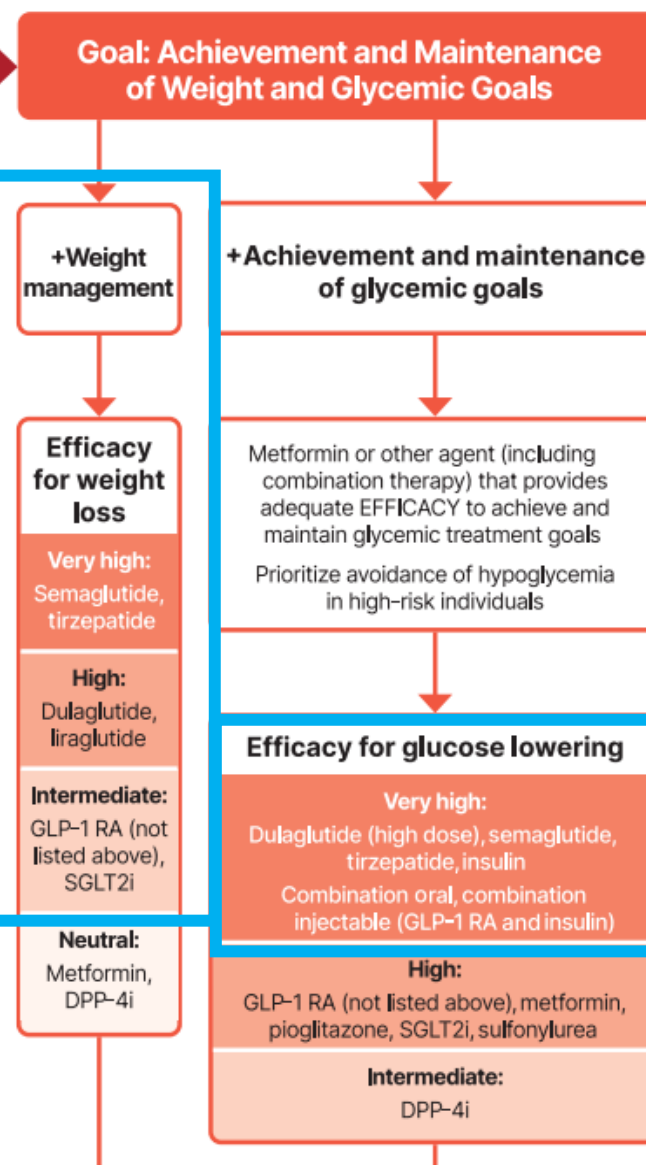 Goal: Achievement and Maintenance
of Weight and Glycemic Goals
+Weight
management
Efficacy
for weight
loss
Very high:
Semaglutide,
tirzepatide
High:
Dulaglutide,
liraglutide
Intermediate:
GLP-1 RA (not
listed above),
SGLT2i
Neutral:
Metformin,
DPP-4i
+Achievement and maintenance
of glycemic goals
Metformin or other agent (including
combination therapy) that provides
adequate EFFICACY to achieve and
maintain glycemic treatment goals
Prioritize avoidance of hypoglycemia
in high-risk individuals
Efficacy for glucose lowering
Very high:
Dulaglutide (high dose), semaglutide,
tirzepatide, insulin
Combination oral, combination
injectable (GLP-1 RA and insulin)
High:
GLP-1 RA (not listed above), metformin,
pioglitazone, SGLT2i, sulfonylurea
Intermediate:
DPP-4i